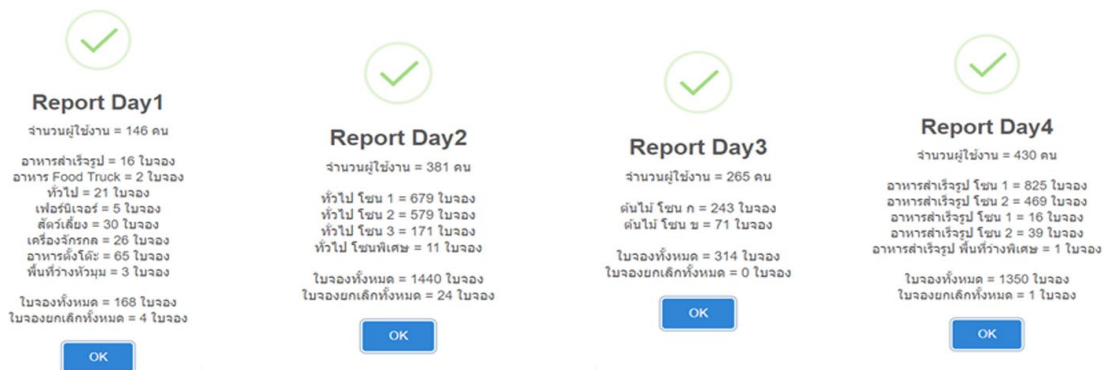 Report Day1
จำนวนผู้ใช้งาน = 146 คน
อาหารสำเร็จรูป = 16 ใบจอง
อาหาร Food Truck = 2 ใบจอง
ทั่วไป = 21 ใบจอง
เฟอร์นิเจอร์ = 5 ใบจอง
สัตว์เลี้ยง = 30 ใบจอง
เครื่องจักรกล = 26 ใบจอง
อาหารตั้งโต๊ะ = 65 ใบจอง
พื้นที่ว่างหัวมุม = 3 ใบจอง
ใบจองทั้งหมด = 168 ใบจอง
ใบจองยกเลิกทั้งหมด = 4 ใบจอง
OK
Report Day2
จำนวนผู้ใช้งาน = 381 คน
ทั่วไป โซน 1 = 679 ใบจอง
ทั่วไป โซน 2 = 579 ใบจอง
ทั่วไป โซน 3 = 171 ใบจอง
ทั่วไป โซนพิเศษ = 11 ใบจอง
ใบจองทั้งหมด = 1440 ใบจอง
ใบจองยกเลิกทั้งหมด = 24 ใบจอง
OK
Report Day3
จำนวนผู้ใช้งาน = 265 คน
ต้นไม้ โซน ก = 243 ใบจอง
ต้นไม้ โซน ข = 71 ใบจอง
ใบจองทั้งหมด = 314 ใบจอง
ใบจองยกเลิกทั้งหมด = 0 ใบจอง
OK
Report Day4
จำนวนผู้ใช้งาน = 430 คน
อาหารสำเร็จรูป โซน 1 = 825 ใบจอง
อาหารสำเร็จรูป โซน 2 = 469 ใบจอง
อาหารสำเร็จรูป โซน 1 = 16 ใบจอง
อาหารสำเร็จรูป โซน 2 = 39 ใบจอง
อาหารสำเร็จรูป พื้นที่ว่างพิเศษ = 1 ใบจอง
ใบจองทั้งหมด = 1350 ใบจอง
ใบจองยกเลิกทั้งหมด = 1 ใบจอง
OK